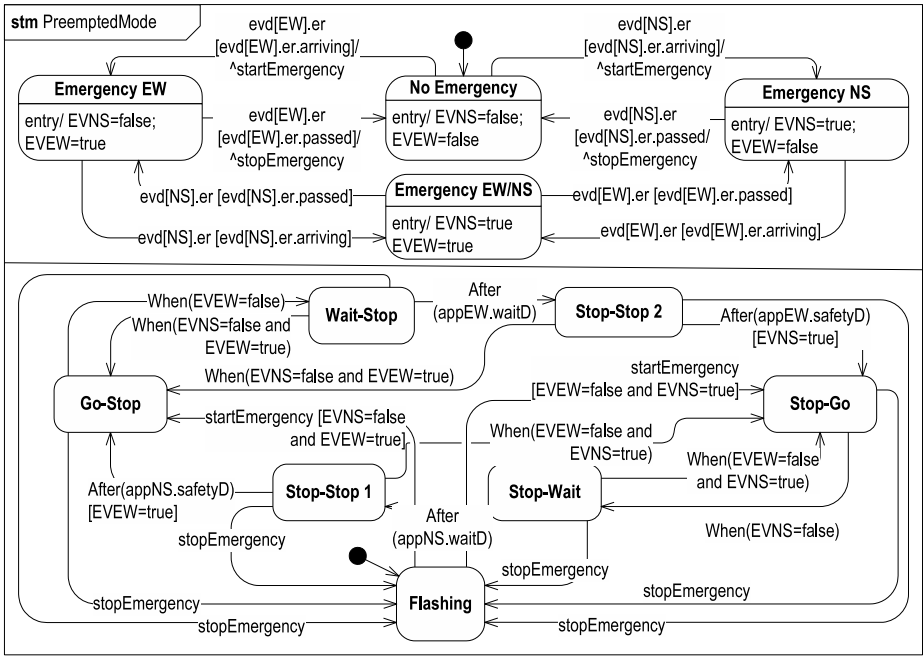 stm PreemptedMode
evd[EW].er
[evd[EW].er.arriving]/
^startEmergency
evd[NS].er
[evd[NS].er.arriving]/
^startEmergency
Emergency EW
entry/ EVNS=false;
EVEW=true
evd[EW].er
[evd[EW].er.passed]/
^stopEmergency
No Emergency
entry/ EVNS=false;
EVEW=false
evd[NS].er
[evd[NS].er.passed/
^stopEmergency
Emergency NS
entry/ EVNS=true;
EVEW=false
evd[NS].er [evd[NS].er.passed]
Emergency EW/NS
entry/ EVNS=true
EVEW=true
evd[EW].er [evd[EW].er.passed]
evd[NS].er [evd[NS].er.arriving]
evd[EW].er [evd[EW].er.arriving]
When(EVEW=false)
Wait-Stop
After
(appEW.waitD)
Stop-Stop 2
When(EVNS=false and
EVEW=true)
After(appEW.safetyD)
[EVNS=true]
When(EVNS=false and EVEW=true)
startEmergency
[EVEW=false and EVNS=true]
Go-Stop
Stop-Go
startEmergency [EVNS=false
and EVEW=true]
When(EVEW=false and
EVNS=true)
When(EVEW=false
and EVNS=true)
After(appNS.safetyD)
[EVEW=true]
Stop-Stop 1
Stop-Wait
After
(appNS.waitD)
When(EVNS=false)
stopEmergency
stopEmergency
Flashing
stopEmergency
stopEmergency
stopEmergency
stopEmergency